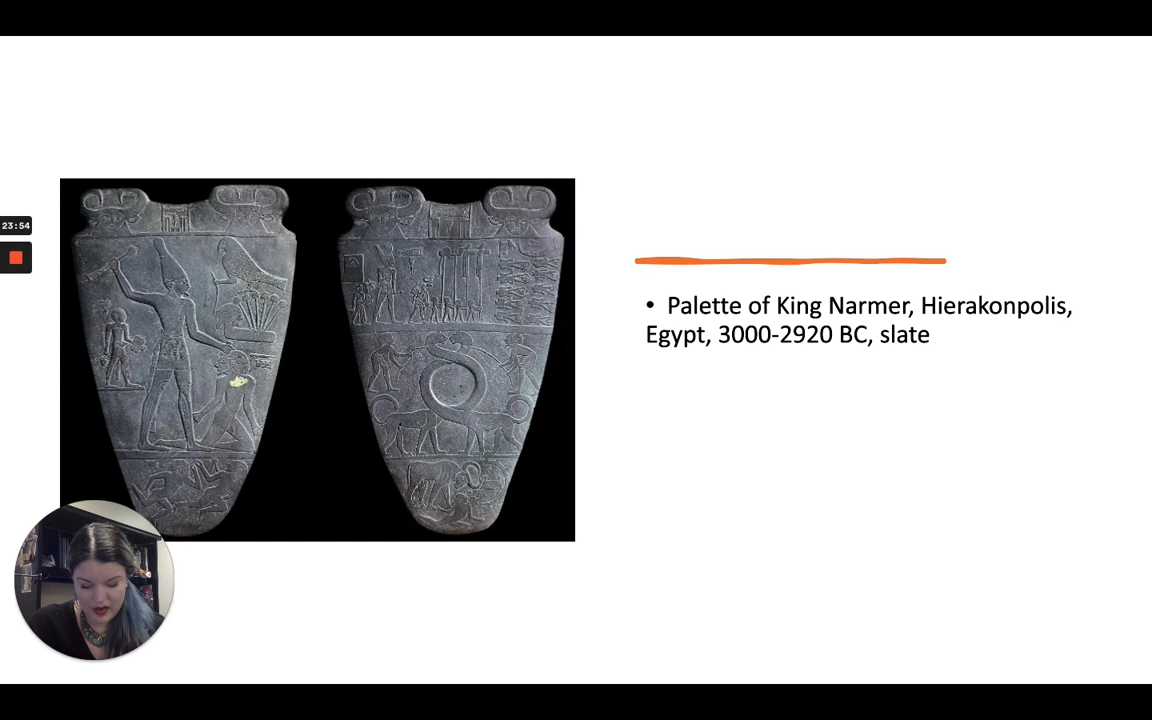 23:54
• Palette of King Narmer, Hierakonpolis,
Egypt, 3000-2920 BC, slate